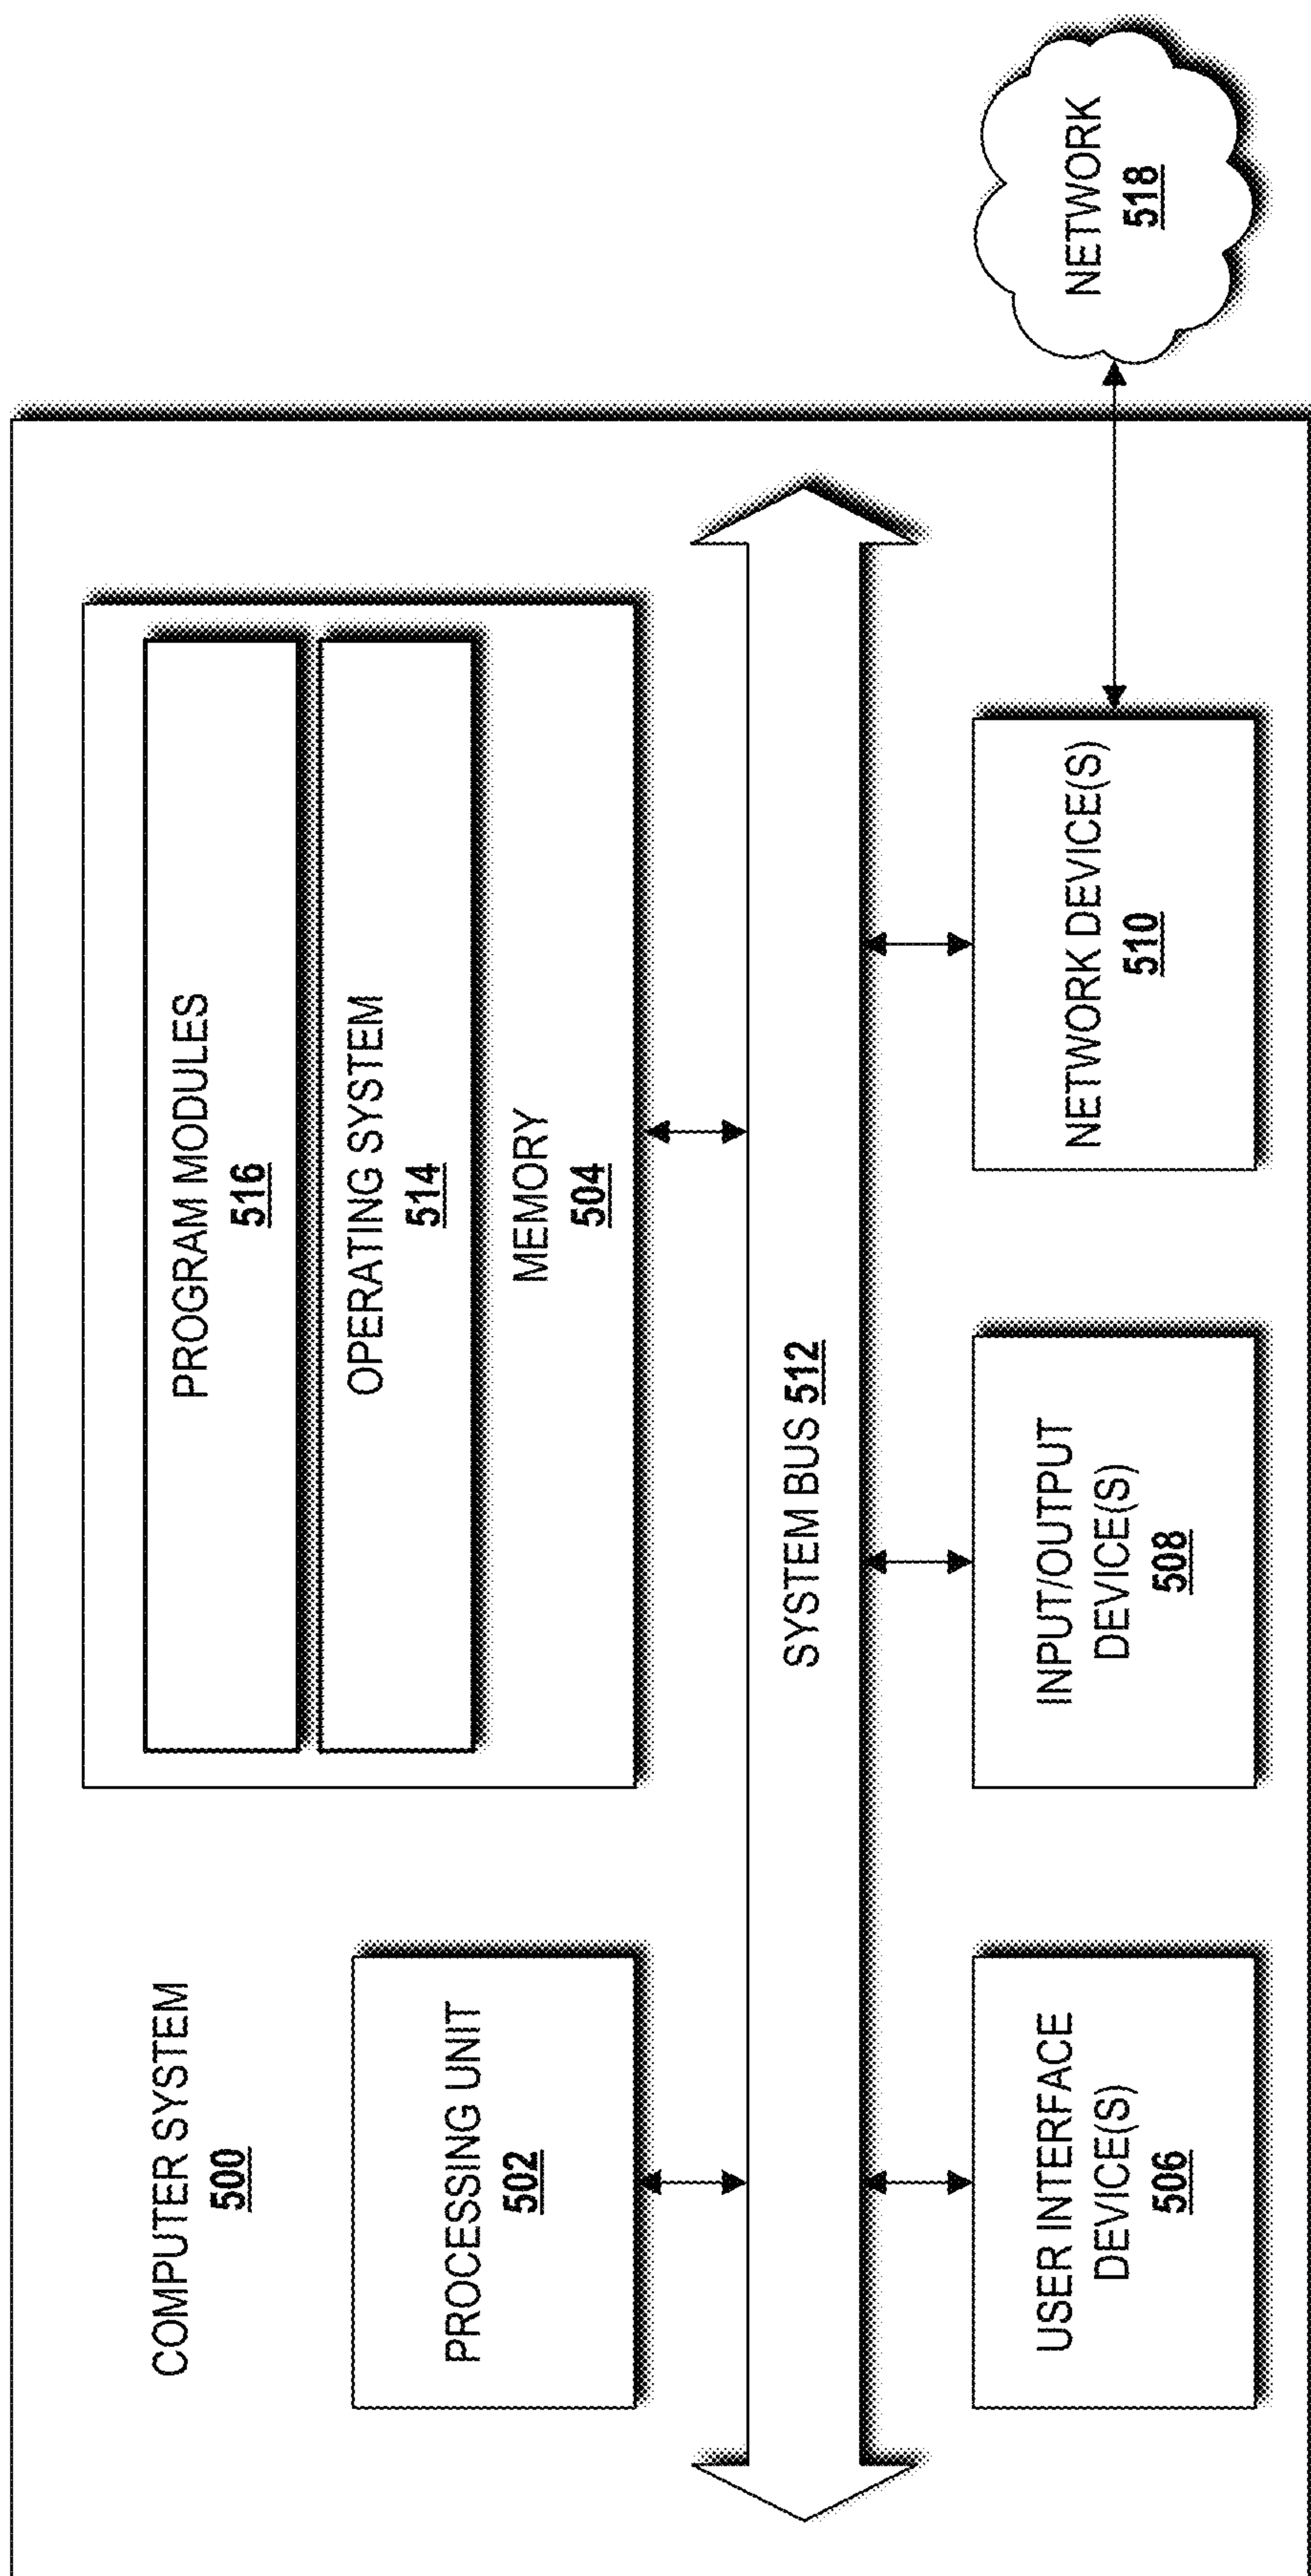 COMPUTER SYSTEM
500
PROCESSING UNIT
502
PROGRAM MODULES
516
OPERATING SYSTEM
514
MEMORY
504
SYSTEM BUS 512
USER INTERFACE
DEVICE(S)
506
INPUT/OUTPUT
DEVICE(S)
508
NETWORK DEVICE(S)
510
NETWORK
518